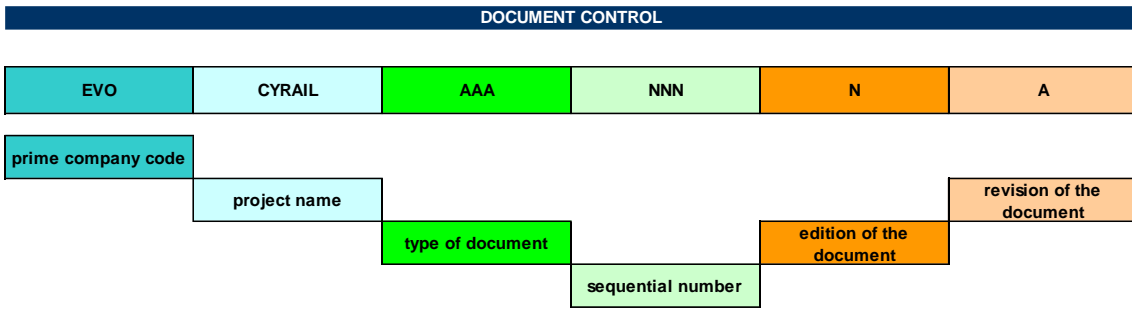 DOCUMENT CONTROL
EVO CYRAIL AAA NNN N A
prime company code
project name
revision of the
document
type of document
edition of the
document
sequential number